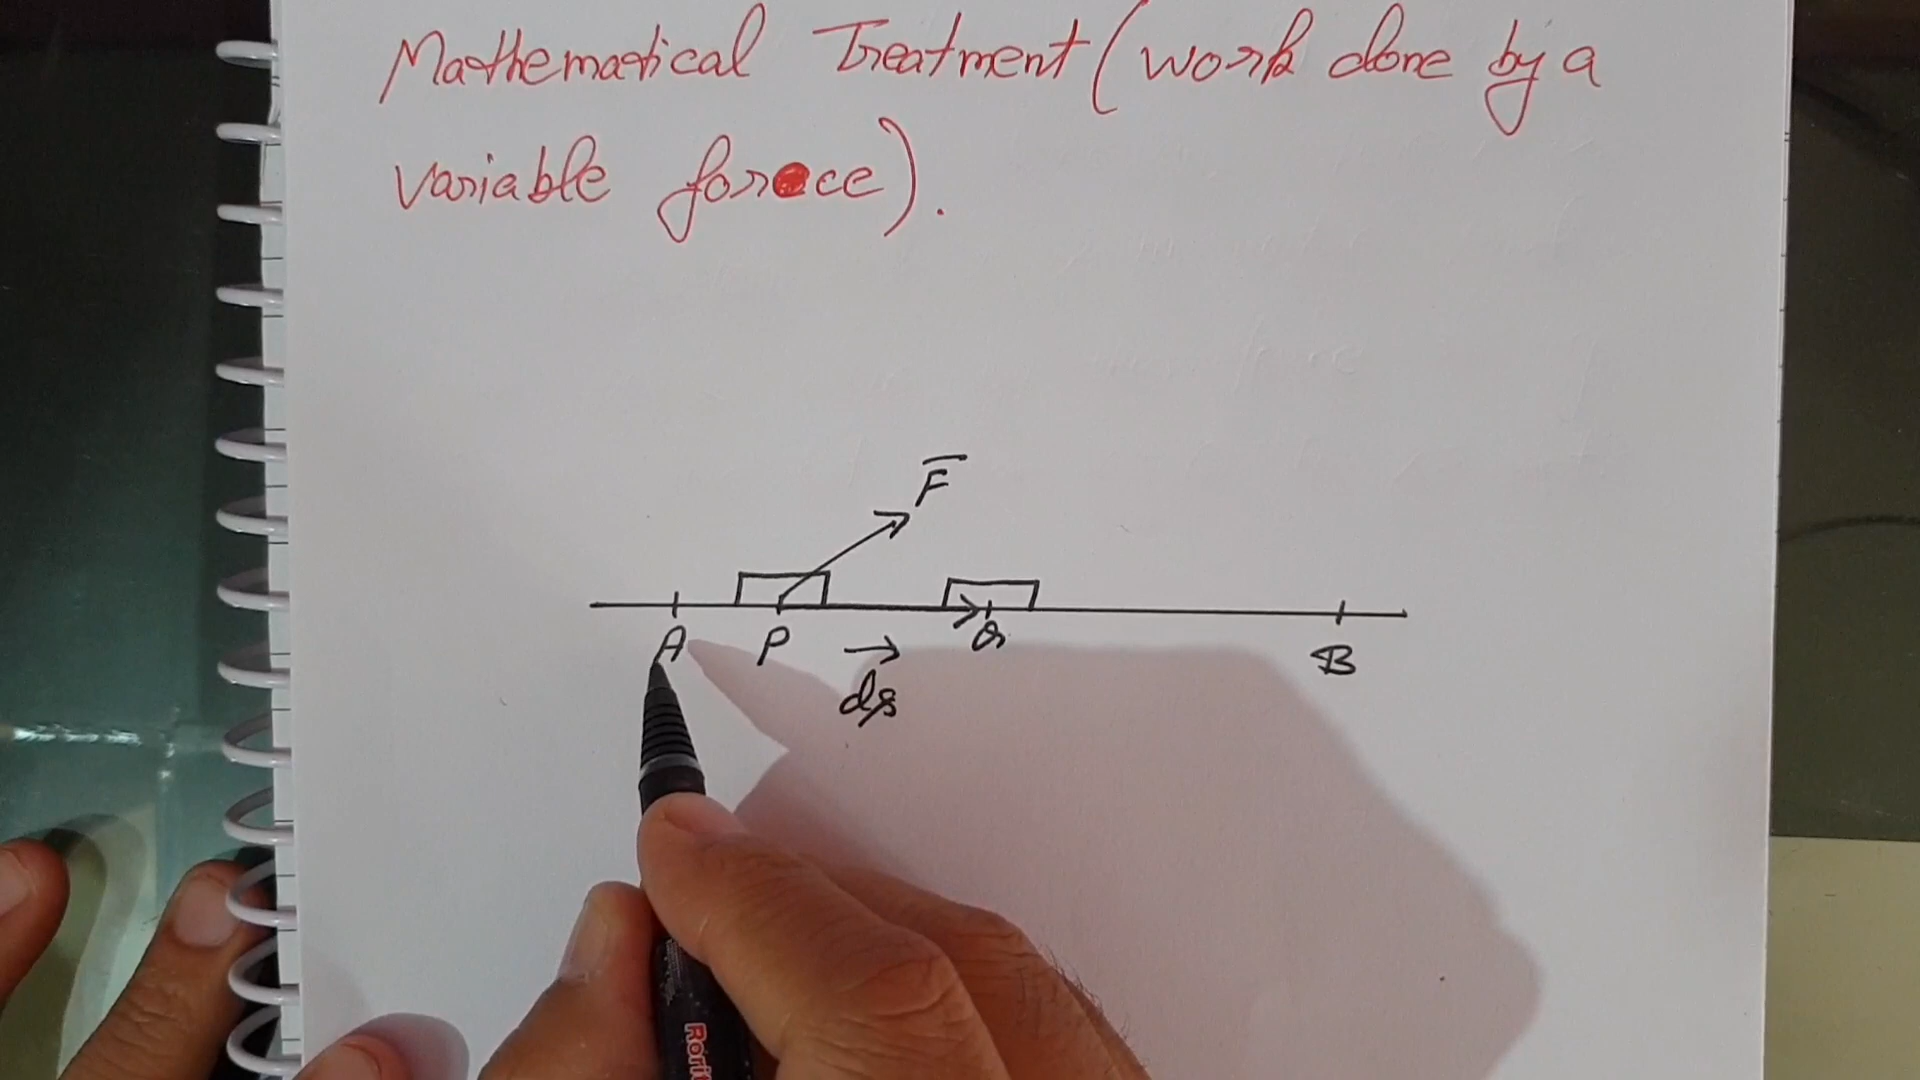 Mathematical Treatment (work done by a
variable force).
F
A P Q B
ds